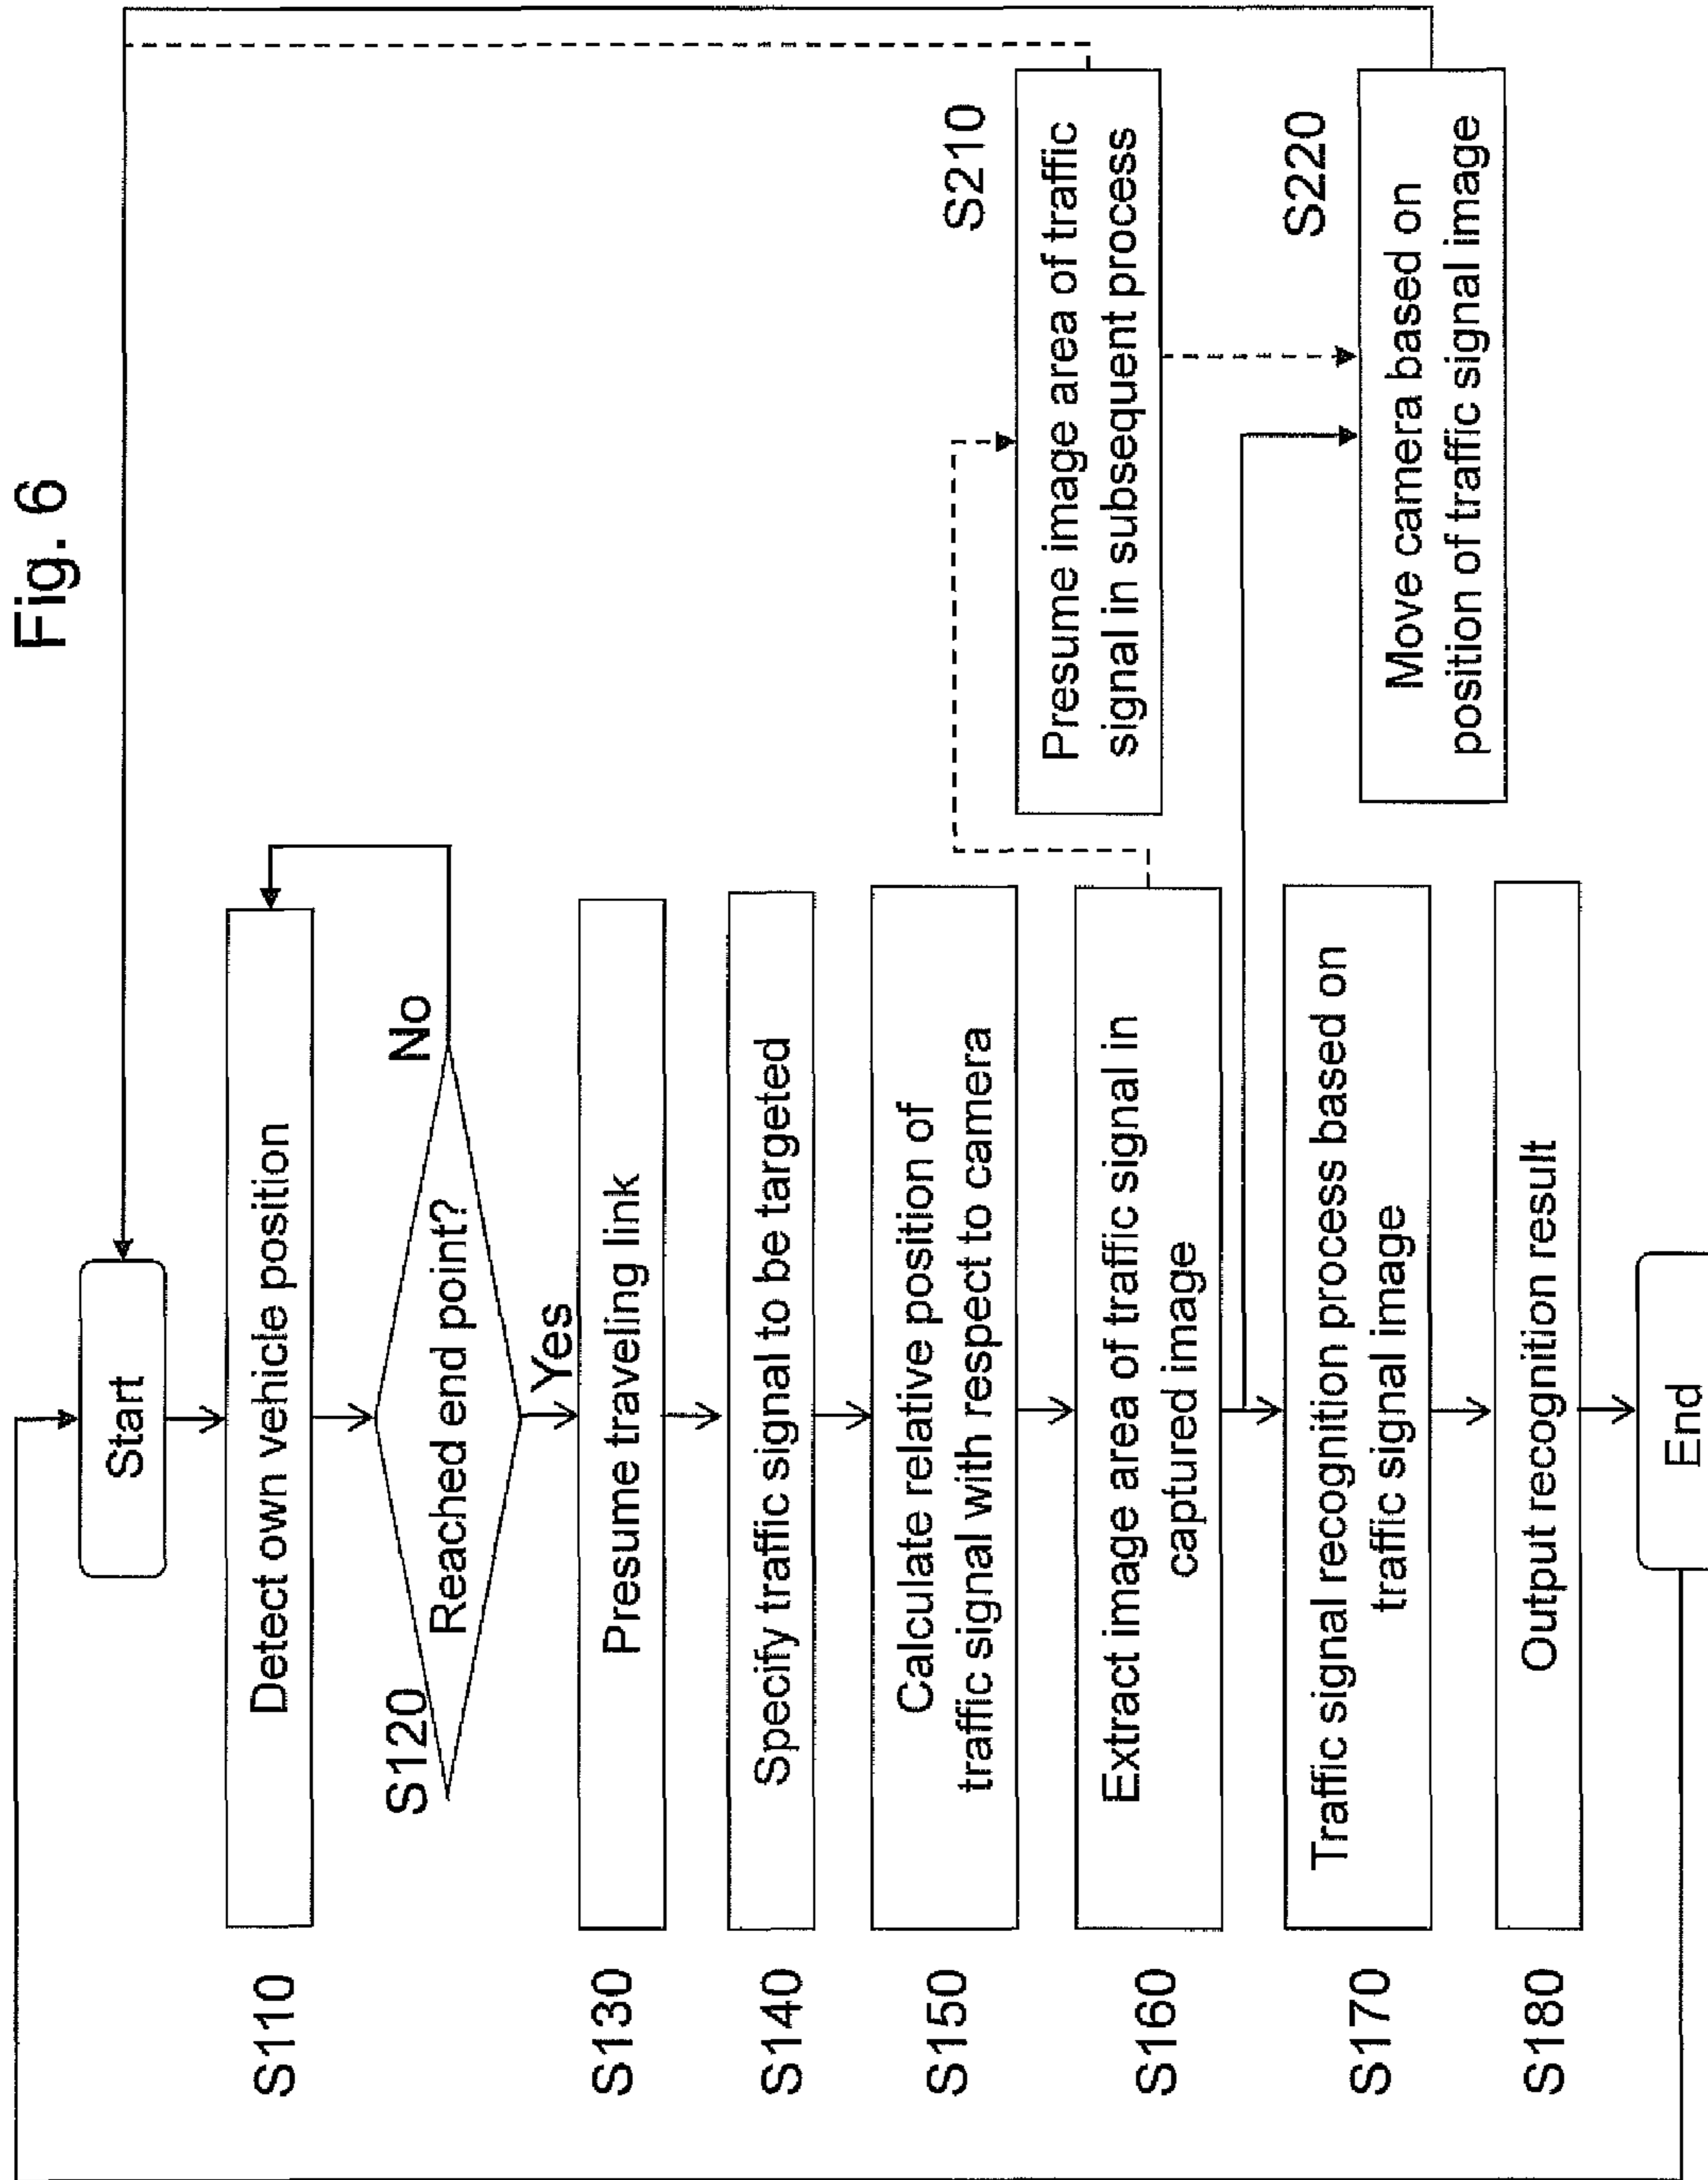 Fig. 6
Start
S110
Detect own vehicle position
S120
Reached end point?
No
Yes
S130
Presume traveling link
S140
Specify traffic signal to be targeted
S150
Calculate relative position of
traffic signal with respect to camera
S160
Extract image area of traffic signal in
captured image
S170
Traffic signal recognition process based on
traffic signal image
S180
Output recognition result
End
S210
Presume image area of traffic
signal in subsequent process
S220
Move camera based on
position of traffic signal image